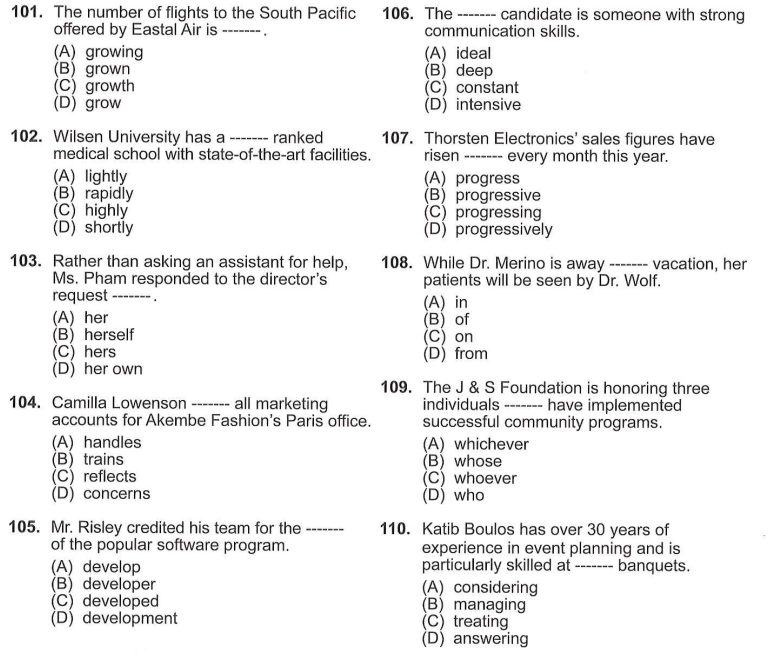 101. The number of flights to the South Pacific
offered by Eastal Air is -------.
(A) growing
(B) grown
(C) growth
(D) grow
102. Wilsen University has a ------- ranked
medical school with state-of-the-art facilities.
(A) lightly
(B) rapidly
(C) highly
(D) shortly
103. Rather than asking an assistant for help,
Ms. Pham responded to the director's
request -------.
(A) her
(B) herself
(C) hers
(D) her own
104. Camilla Lowenson ------- all marketing
accounts for Akembe Fashion's Paris office.
(A) handles
(B) trains
(C) reflects
(D) concerns
105. Mr. Risley credited his team for the -------
of the popular software program.
(A) develop
(B) developer
(C) developed
(D) development
106. The ------- candidate is someone with strong
communication skills.
(A) ideal
(B) deep
(C) constant
(D) intensive
107. Thorsten Electronics' sales figures have
risen ------- every month this year.
(A) progress
(B) progressive
(C) progressing
(D) progressively
108. While Dr. Merino is away ------- vacation, her
patients will be seen by Dr. Wolf.
(A) in
(B) of
(C) on
(D) from
109. The J & S Foundation is honoring three
individuals ------- have implemented
successful community programs.
(A) whichever
(B) whose
(C) whoever
(D) who
110. Katib Boulos has over 30 years of
experience in event planning and is
particularly skilled at ------- banquets.
(A) considering
(B) managing
(C) treating
(D) answering